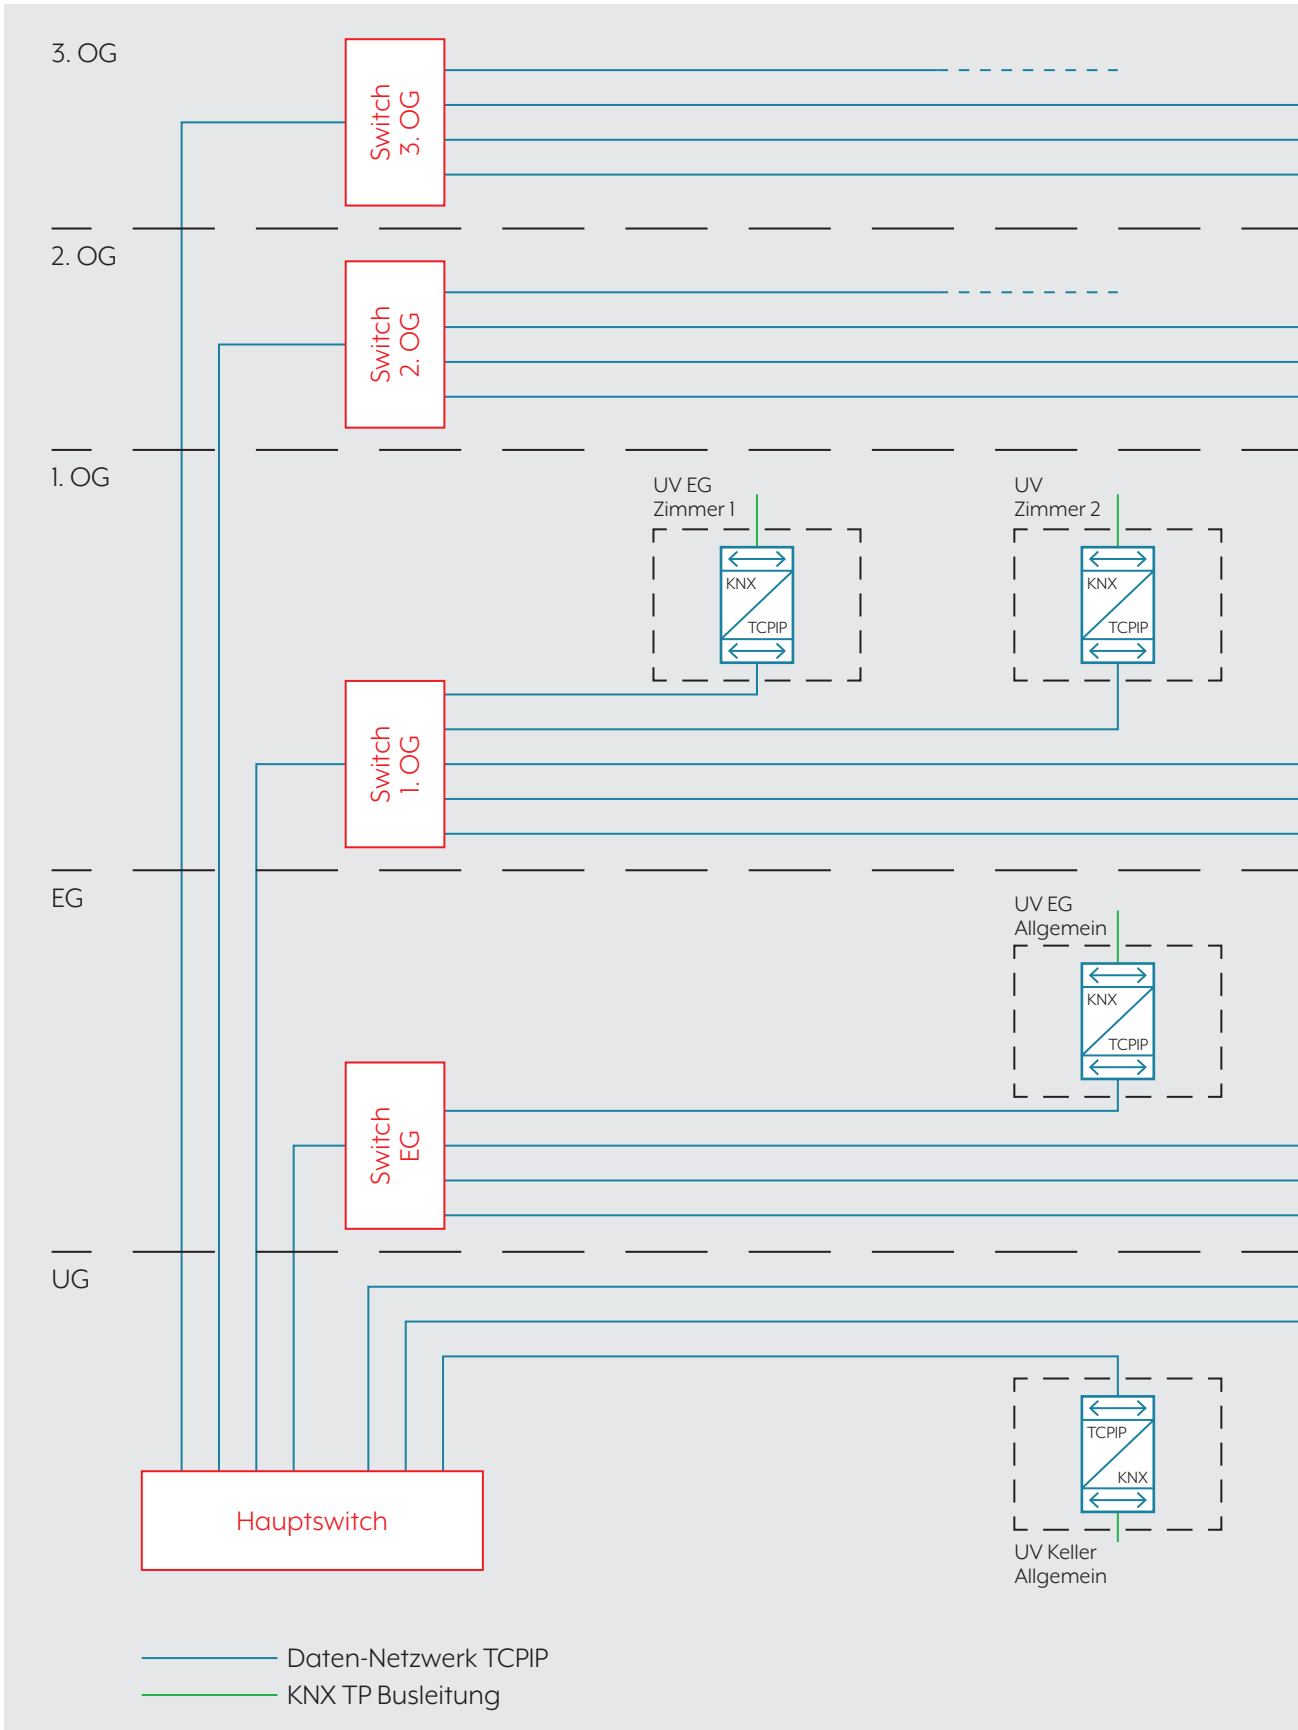 3. OG
Switch
3. OG
2. OG
Switch
2. OG
1. OG
UV EG
Zimmer 1
KNX
TCPIP
UV
Zimmer 2
KNX
TCPIP
Switch
1. OG
EG
UV EG
Allgemein
KNX
TCPIP
Switch
EG
UG
TCPIP
KNX
UV Keller
Allgemein
Hauptswitch
Daten-Netzwerk TCPIP
KNX TP Busleitung